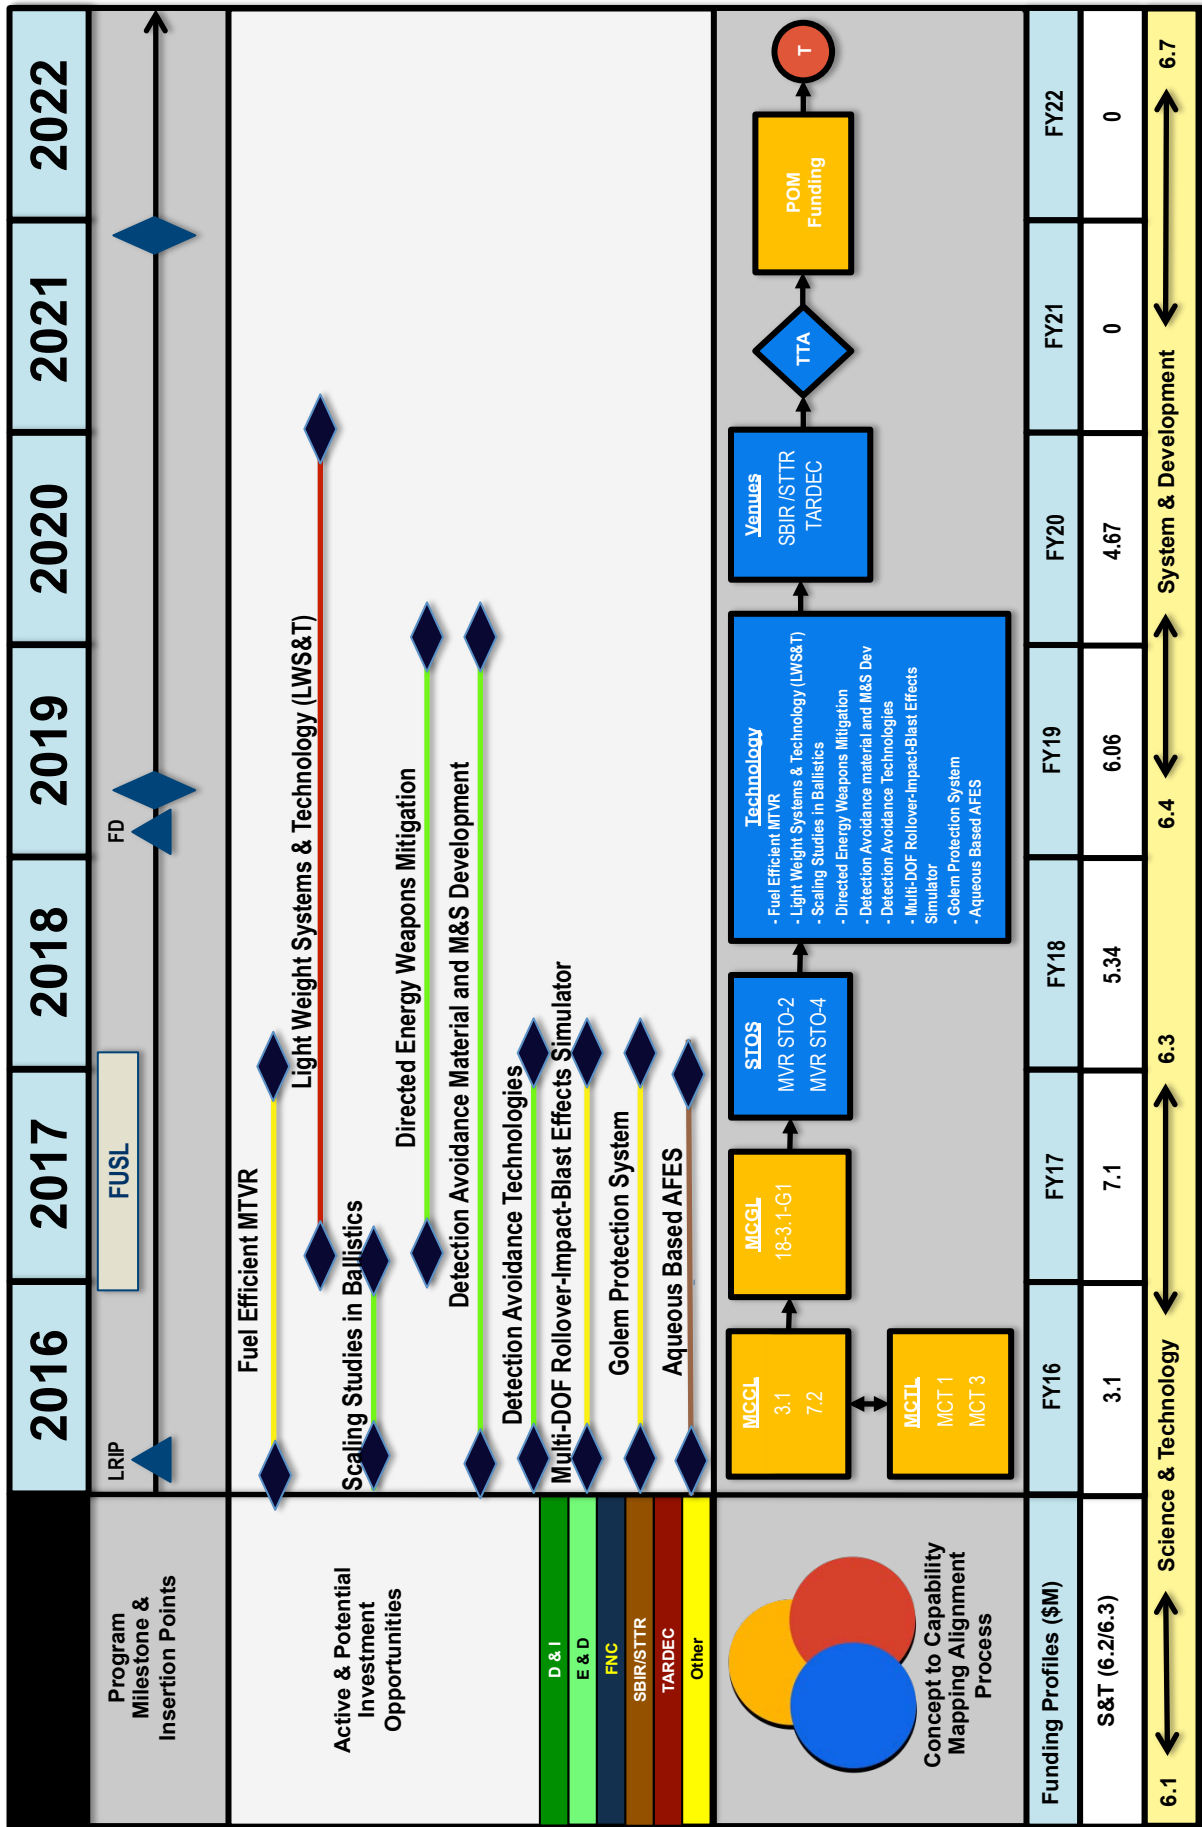 2016
2017
2018
2019
2020
2021
2022
Program
Milestone &
Insertion Points
LRIP
FUSL
FD
Active & Potential
Investment
Opportunities
D & I
E & D
FNC
SBIR/STTR
TARDEC
Other
Fuel Efficient MTVR
Light Weight Systems & Technology (LWS&T)
Scaling Studies in Ballistics
Directed Energy Weapons Mitigation
Detection Avoidance Material and M&S Development
Detection Avoidance Technologies
Multi-DOF Rollover-Impact-Blast Effects Simulator
Golem Protection System
Aqueous Based AFES
Concept to Capability
Mapping Alignment
Process
MCCL
3.1
7.2
MCTL
MCT 1
MCT 3
MCGL
18-3.1-G1
STOS
MVR STO-2
MVR STO-4
Technology
- Fuel Efficient MTVR
- Light Weight Systems & Technology (LWS&T)
- Scaling Studies in Ballistics
- Directed Energy Weapons Mitigation
- Detection Avoidance material and M&S Dev
- Detection Avoidance Technologies
- Multi-DOF Rollover-Impact-Blast Effects
Simulator
- Golem Protection System
- Aqueous Based AFES
Venues
SBIR /STTR
TARDEC
TTA
POM
Funding
T
Funding Profiles ($M)
FY16
FY17
FY18
FY19
FY20
FY21
FY22
S&T (6.2/6.3)
3.1
7.1
5.34
6.06
4.67
0
0
6.1
Science & Technology
6.3
6.4
System & Development
6.7